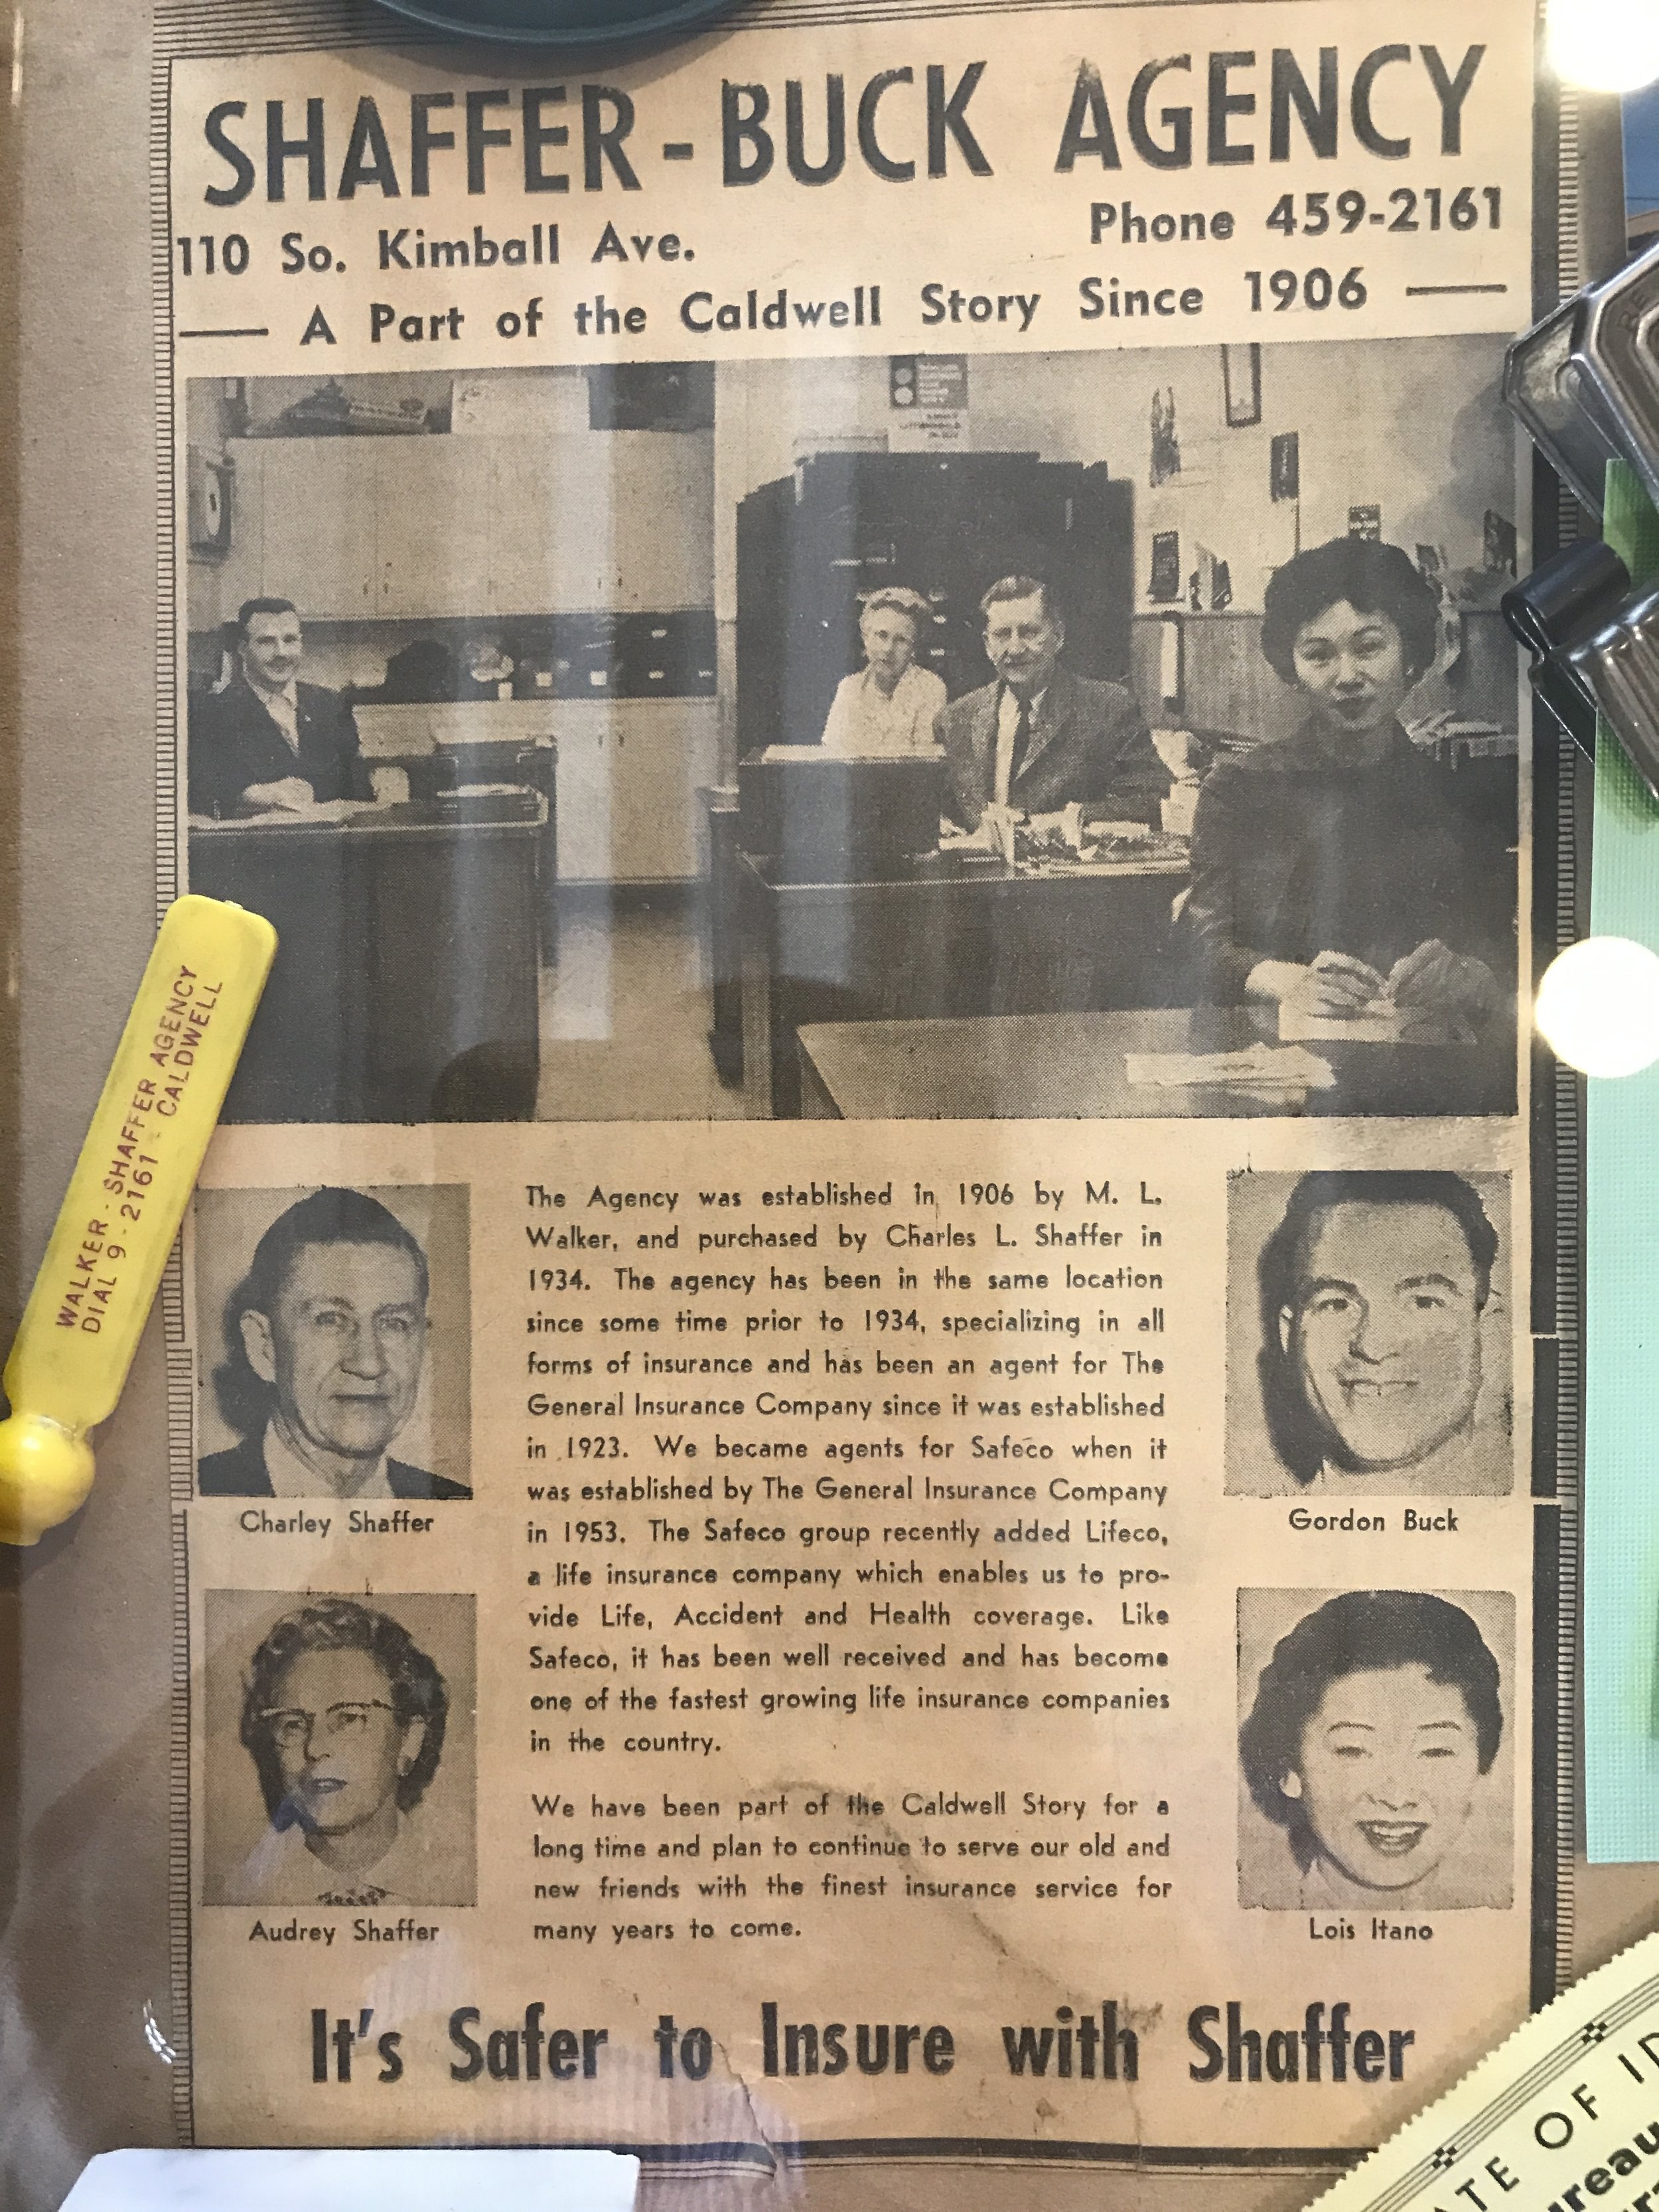 SHAFFER - BUCK AGENCY
110 So. Kimball Ave.
Phone 459-2161
A Part of the Caldwell Story Since 1906
WALKER - SHAFFER AGENCY
DIAL 9 - 2161 - CALDWELL
The Agency was established in 1906 by M. L.
Walker, and purchased by Charles L. Shaffer in
1934. The agency has been in the same location
since some time prior to 1934, specializing in all
forms of insurance and has been an agent for The
General Insurance Company since it was established
in 1923. We became agents for Safeco when it
was established by The General Insurance Company
in 1953. The Safeco group recently added Lifeco,
a life insurance company which enables us to pro-
vide Life, Accident and Health coverage. Like
Safeco, it has been well received and has become
one of the fastest growing life insurance companies
in the country.
We have been part of the Caldwell Story for a
long time and plan to continue to serve our old and
new friends with the finest insurance service for
many years to come.
Charley Shaffer
Gordon Buck
Audrey Shaffer
Lois Itano
It's Safer to Insure with Shaffer
OF